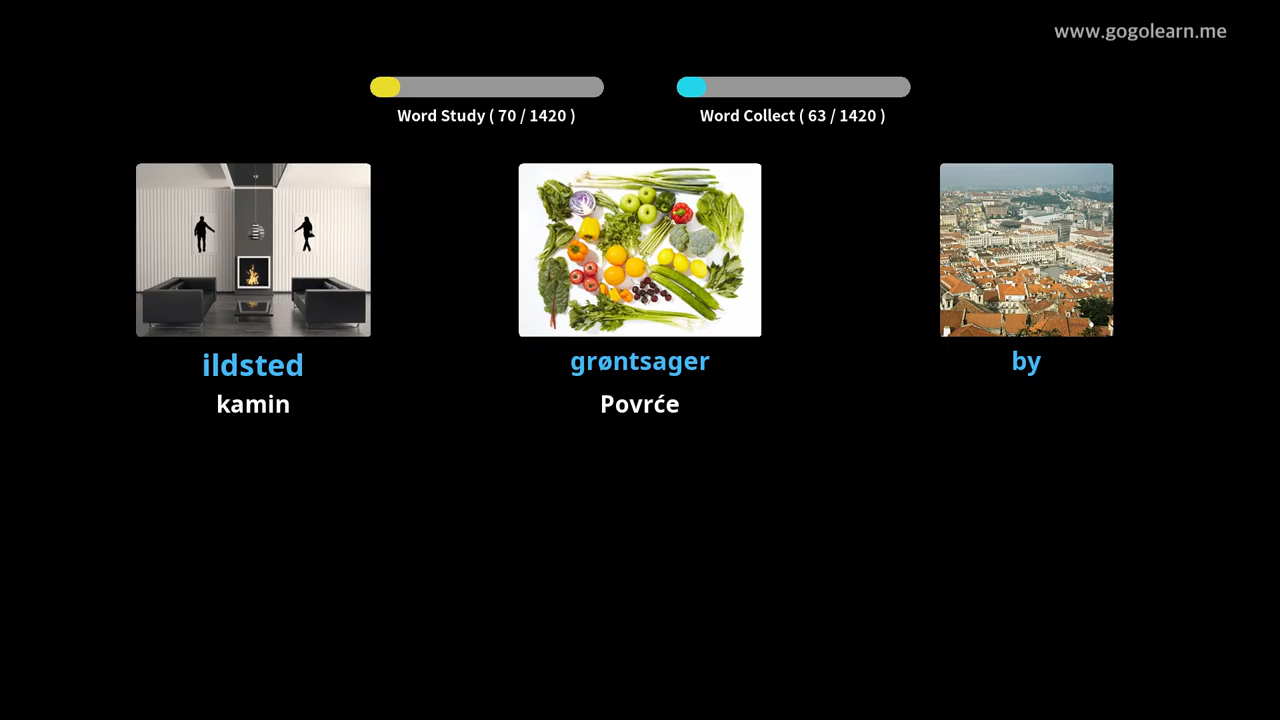 www.gogolearn.me
Word Study ( 70 / 1420 )
Word Collect ( 63 / 1420 )
ildsted
grøntsager
by
kamin
Povrće